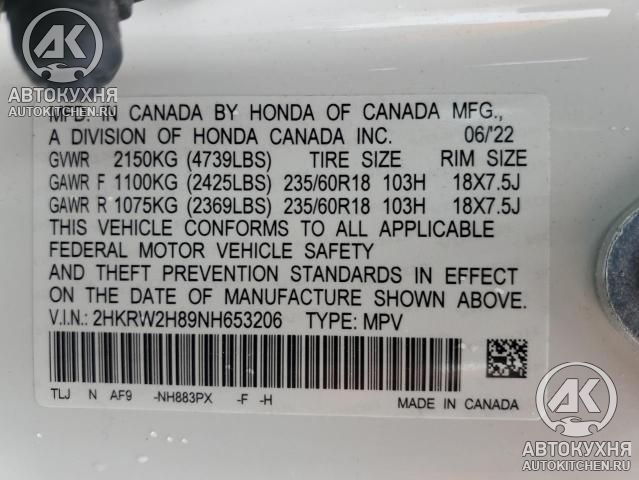 АК
АВТОКУХНЯ
AUTOKITCHEN.RU
MFD. IN CANADA BY HONDA OF CANADA MFG.,
A DIVISION OF HONDA CANADA INC. 06/'22
GVWR 2150KG (4739LBS) TIRE SIZE RIM SIZE
GAWR F 1100KG (2425LBS) 235/60R18 103H 18X7.5J
GAWR R 1075KG (2369LBS) 235/60R18 103H 18X7.5J
THIS VEHICLE CONFORMS TO ALL APPLICABLE
FEDERAL MOTOR VEHICLE SAFETY
AND THEFT PREVENTION STANDARDS IN EFFECT
ON THE DATE OF MANUFACTURE SHOWN ABOVE.
V.I.N.: 2HKRW2H89NH653206 TYPE: MPV
TLJ N AF9 -NH883PX -F -H MADE IN CANADA
АК
АВТОКУХНЯ
AUTOKITCHEN.RU